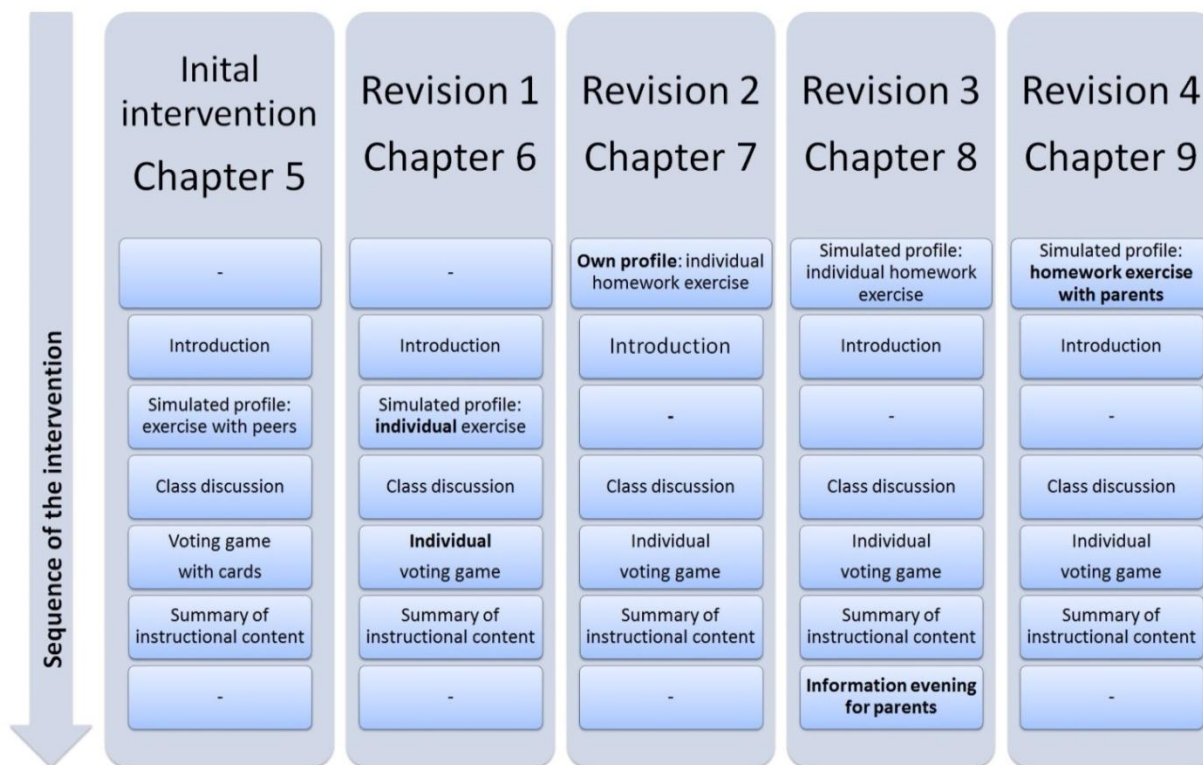 Sequence of the intervention
Inital
intervention
Chapter 5
-
Introduction
Simulated profile:
exercise with peers
Class discussion
Voting game
with cards
Summary of
instructional content
-
Revision 1
Chapter 6
-
Introduction
Simulated profile:
individual exercise
Class discussion
Individual
voting game
Summary of
instructional content
-
Revision 2
Chapter 7
Own profile: individual
homework exercise
Introduction
-
Class discussion
Individual
voting game
Summary of
instructional content
-
Revision 3
Chapter 8
Simulated profile:
individual homework
exercise
Introduction
-
Class discussion
Individual
voting game
Summary of
instructional content
Information evening
for parents
Revision 4
Chapter 9
Simulated profile:
homework exercise
with parents
Introduction
-
Class discussion
Individual
voting game
Summary of
instructional content
-